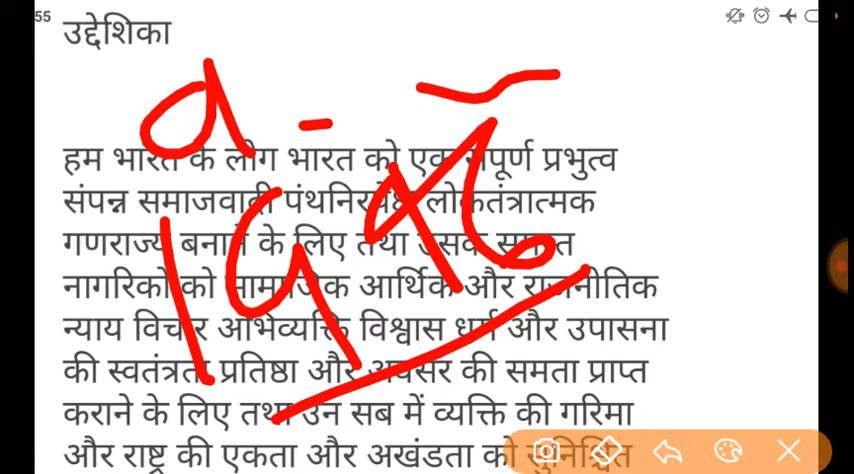 55
उद्देशिका
a -
हम भारत के लोग भारत को एक संपूर्ण प्रभुत्व
संपन्न समाजवादी पंथनिरपेक्ष लोकतंत्रात्मक
1946
गणराज्य बनाने के लिए तथा उसके समस्त
नागरिकों को सामाजिक आर्थिक और राजनीतिक
न्याय विचार अभिव्यक्ति विश्वास धर्म और उपासना
की स्वतंत्रता प्रतिष्ठा और अवसर की समता प्राप्त
कराने के लिए तथा उन सब में व्यक्ति की गरिमा
और राष्ट्र की एकता और अखंडता को सुनिश्चित